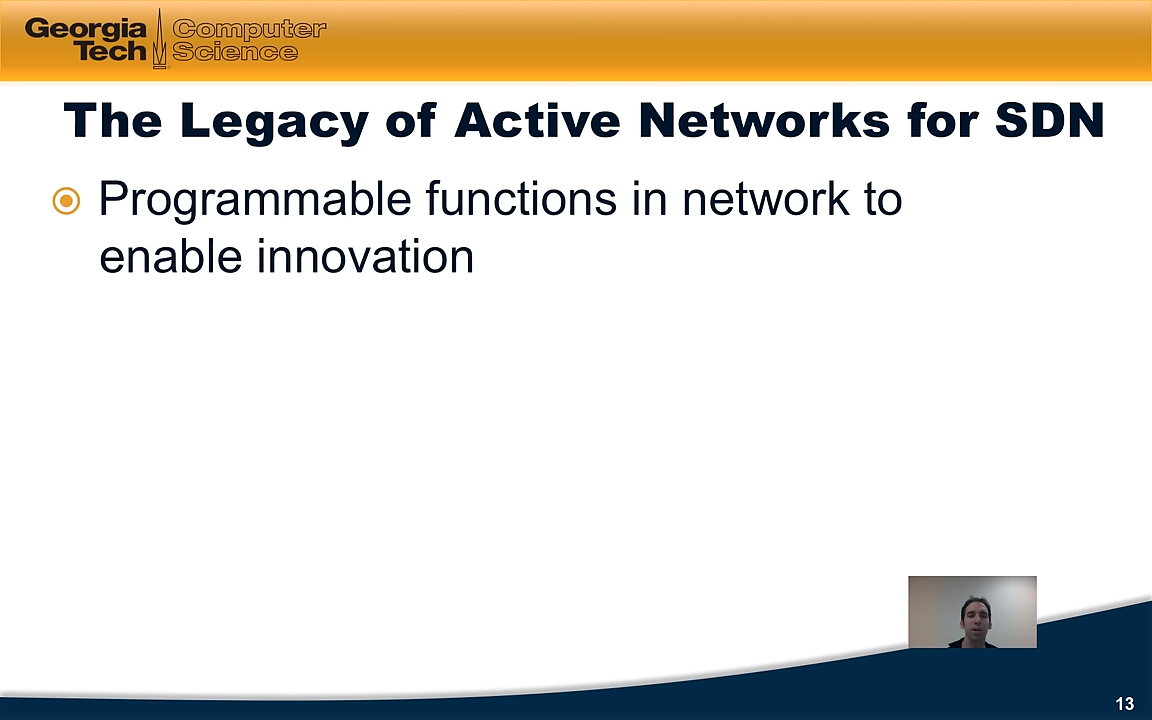 Georgia Tech
Computer Science
The Legacy of Active Networks for SDN
Programmable functions in network to
enable innovation
13